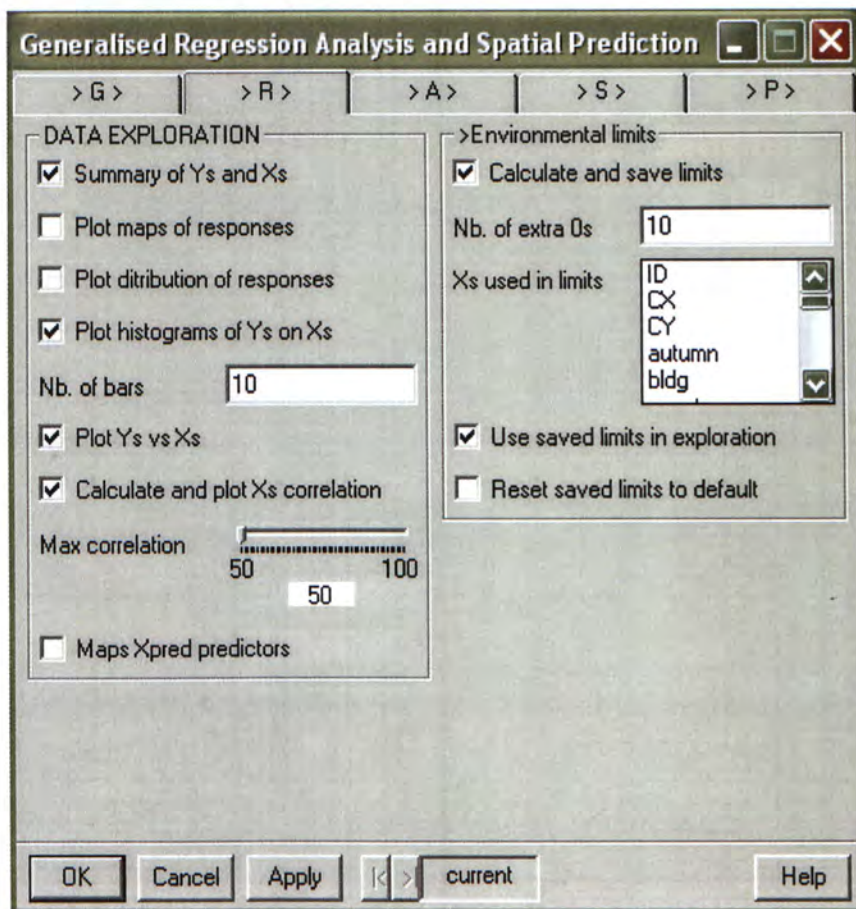 Generalised Regression Analysis and Spatial Prediction
> G >
> R >
> A >
> S >
> P >
DATA EXPLORATION
Summary of Ys and Xs
Plot maps of responses
Plot ditribution of responses
Plot histograms of Ys on Xs
Nb. of bars 10
Plot Ys vs Xs
Calculate and plot Xs correlation
Max correlation
50 100
50
Maps Xpred predictors
>Environmental limits
Calculate and save limits
Nb. of extra 0s 10
Xs used in limits
ID
CX
CY
autumn
bldg
Use saved limits in exploration
Reset saved limits to default
OK Cancel Apply |< >| current Help